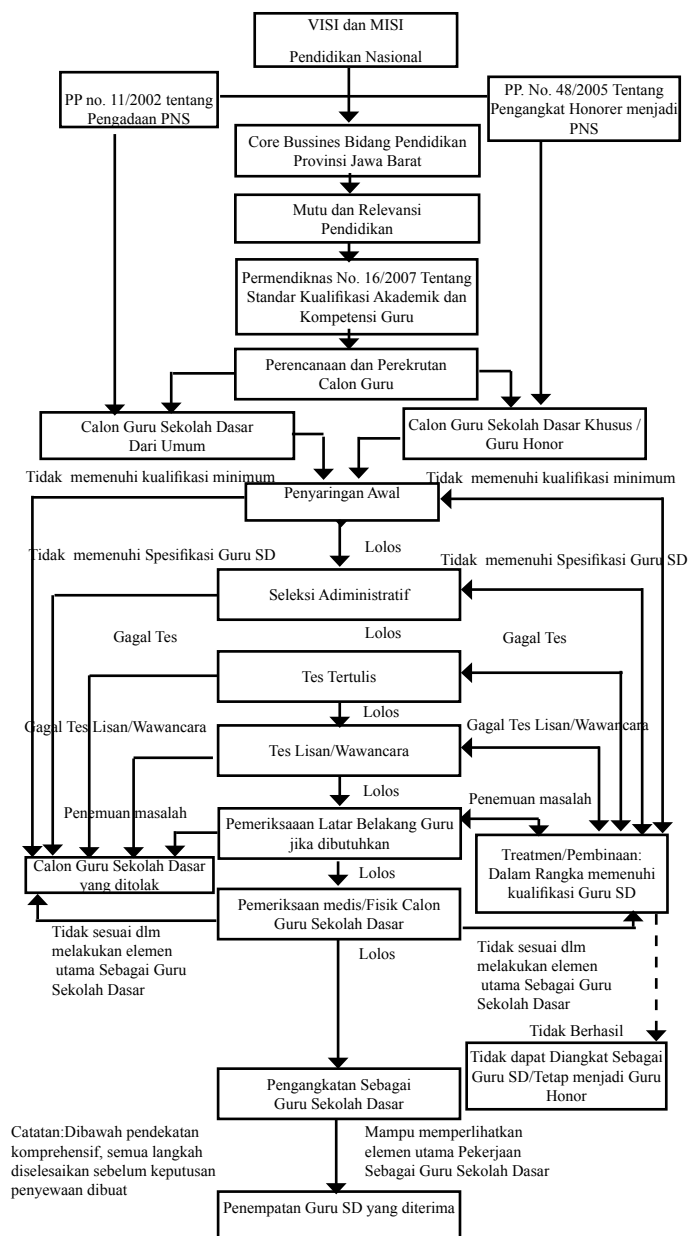 VISI dan MISI
Pendidikan Nasional
PP no. 11/2002 tentang
Pengadaan PNS
PP. No. 48/2005 Tentang
Pengangkat Honorer menjadi
PNS
Core Bussines Bidang Pendidikan
Provinsi Jawa Barat
Mutu dan Relevansi
Pendidikan
Permendiknas No. 16/2007 Tentang
Standar Kualifikasi Akademik dan
Kompetensi Guru
Perencanaan dan Perekrutan
Calon Guru
Calon Guru Sekolah Dasar
Dari Umum
Calon Guru Sekolah Dasar Khusus /
Guru Honor
Tidak memenuhi kualifikasi minimum
Tidak memenuhi kualifikasi minimum
Penyaringan Awal
Lolos
Tidak memenuhi Spesifikasi Guru SD
Tidak memenuhi Spesifikasi Guru SD
Seleksi Adiministratif
Lolos
Gagal Tes
Gagal Tes
Tes Tertulis
Lolos
Gagal Tes Lisan/Wawancara
Gagal Tes Lisan/Wawancara
Tes Lisan/Wawancara
Lolos
Penemuan masalah
Penemuan masalah
Pemeriksaaan Latar Belakang Guru
jika dibutuhkan
Calon Guru Sekolah Dasar
yang ditolak
Treatmen/Pembinaan:
Dalam Rangka memenuhi
kualifikasi Guru SD
Lolos
Pemeriksaan medis/Fisik Calon
Guru Sekolah Dasar
Tidak sesuai dlm
melakukan elemen
utama Sebagai Guru
Sekolah Dasar
Lolos
Tidak sesuai dlm
melakukan elemen
utama Sebagai Guru
Sekolah Dasar
Tidak Berhasil
Tidak dapat Diangkat Sebagai
Guru SD/Tetap menjadi Guru
Honor
Pengangkatan Sebagai
Guru Sekolah Dasar
Catatan:Dibawah pendekatan
komprehensif, semua langkah
diselesaikan sebelum keputusan
penyewaan dibuat
Mampu memperlihatkan
elemen utama Pekerjaan
Sebagai Guru Sekolah Dasar
Penempatan Guru SD yang diterima